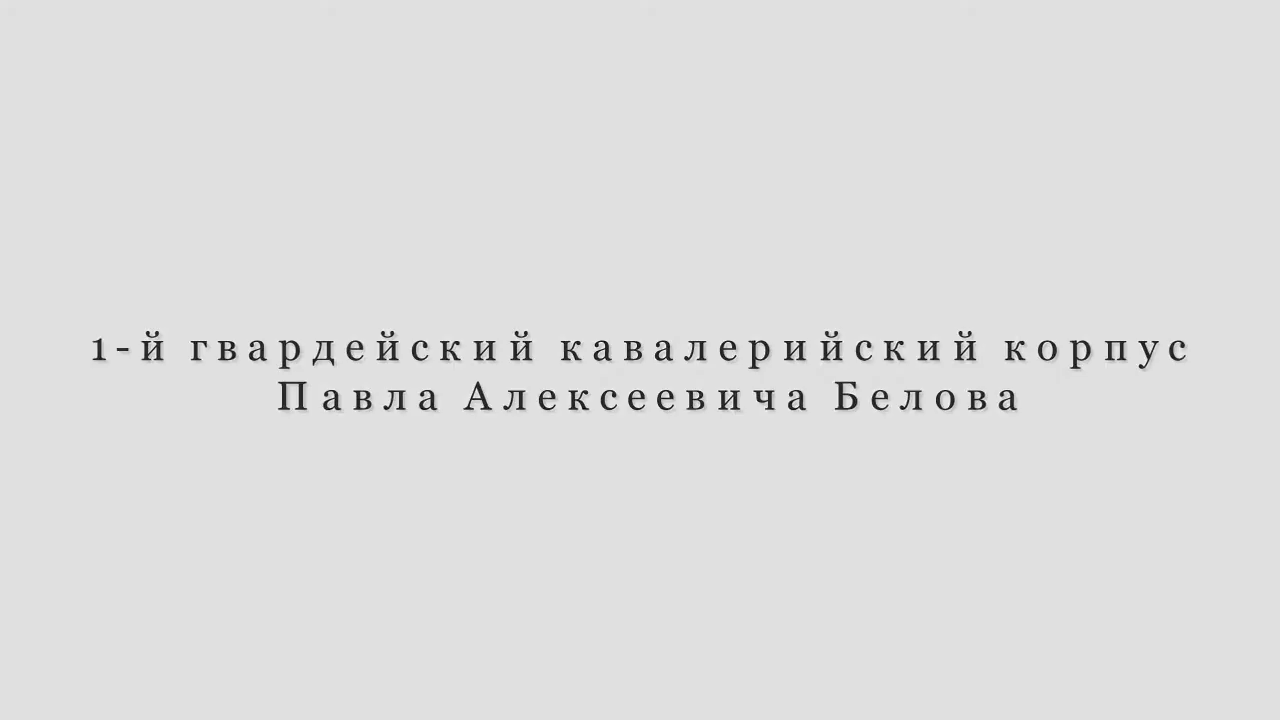 1-й гвардейский кавалерийский корпус
Павла Алексеевича Белова